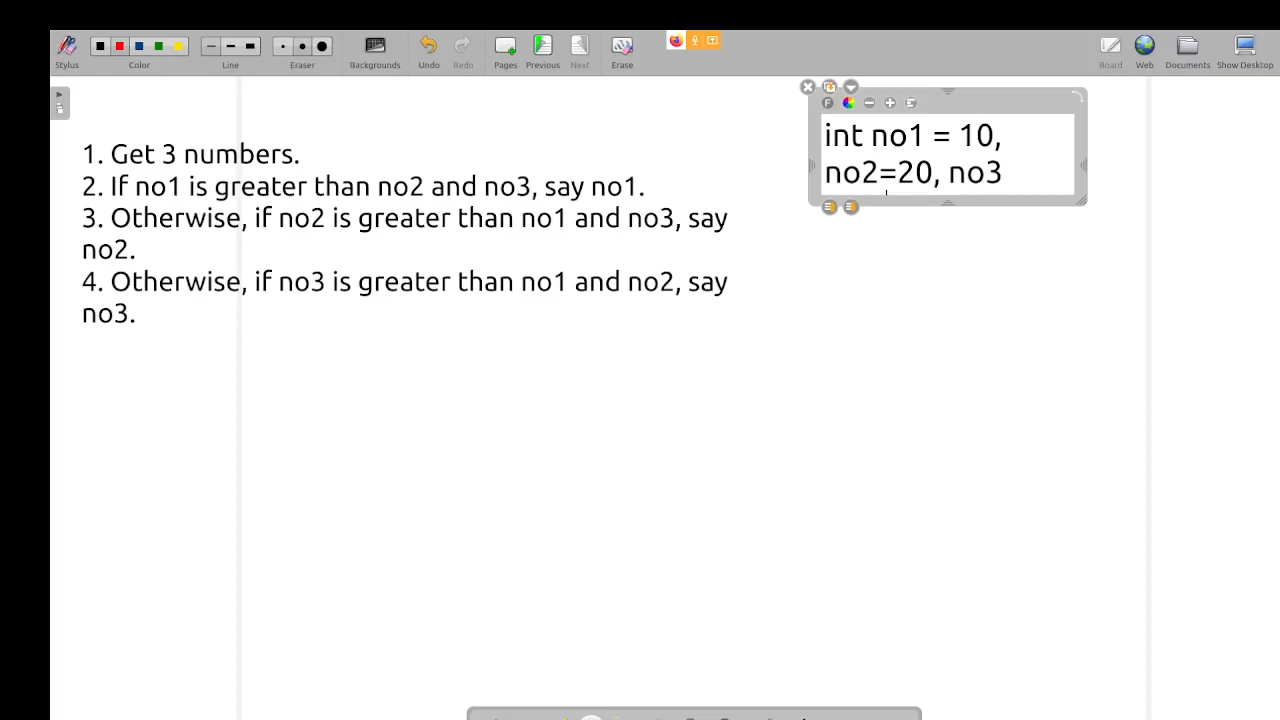 Stylus
Color
Line
Eraser
Backgrounds
Undo
Redo
Pages
Previous
Next
Erase
Board
Web
Documents
Show Desktop
1. Get 3 numbers.
2. If no1 is greater than no2 and no3, say no1.
3. Otherwise, if no2 is greater than no1 and no3, say
no2.
4. Otherwise, if no3 is greater than no1 and no2, say
no3.
int no1 = 10,
no2=20, no3